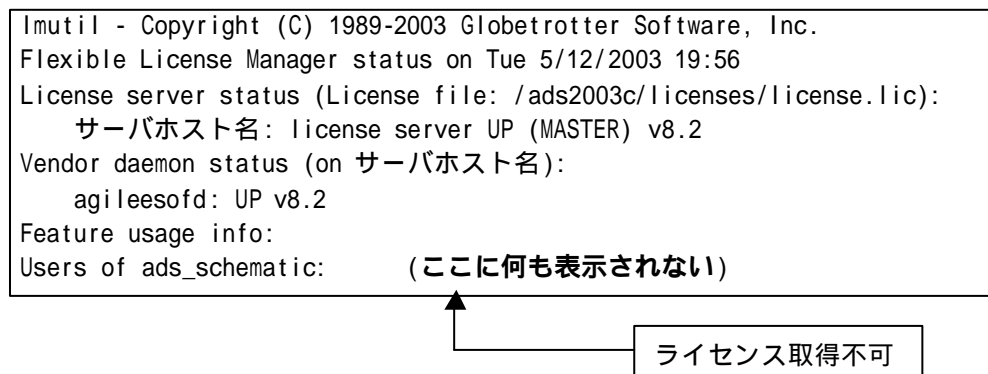 lmutil - Copyright (C) 1989-2003 Globetrotter Software, Inc.
Flexible License Manager status on Tue 5/12/2003 19:56
License server status (License file: /ads2003c/licenses/license.lic):
サーバホスト名: license server UP (MASTER) v8.2
Vendor daemon status (on サーバホスト名):
agileesofd: UP v8.2
Feature usage info:
Users of ads_schematic: (ここに何も表示されない)
ライセンス取得不可